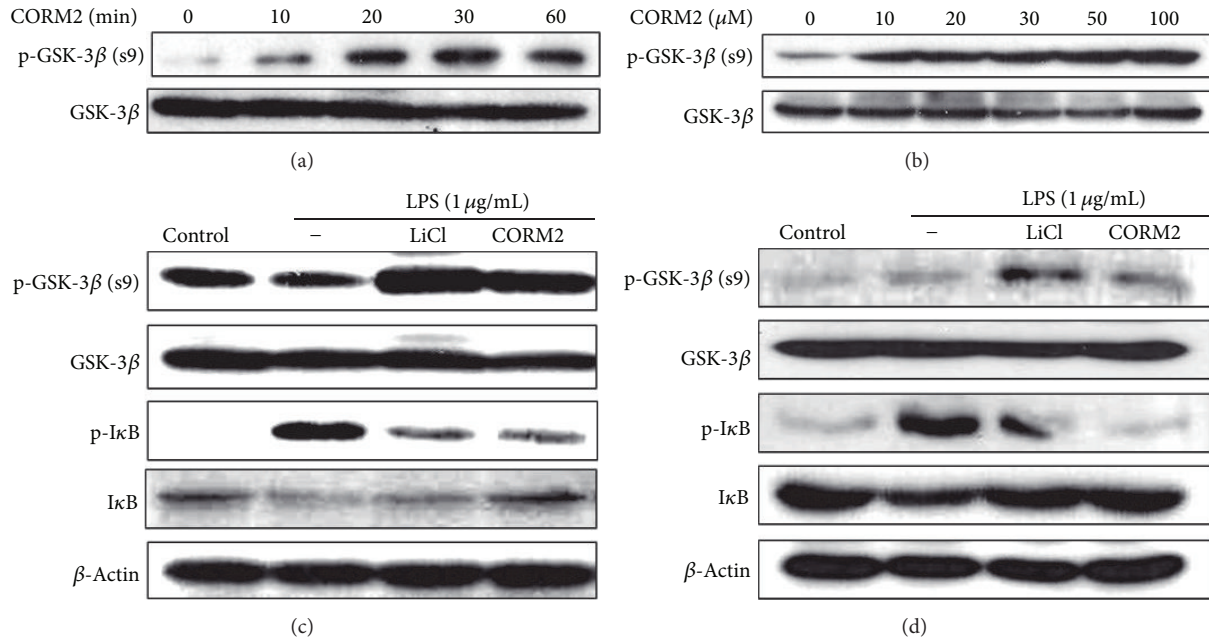 CORM2 (min) 0 10 20 30 60
p-GSK-3β (s9)
GSK-3β
(a)
CORM2 (μM) 0 10 20 30 50 100
p-GSK-3β (s9)
GSK-3β
(b)
LPS (1 μg/mL)
Control − LiCl CORM2
p-GSK-3β (s9)
GSK-3β
p-IκB
IκB
β-Actin
(c)
LPS (1 μg/mL)
Control − LiCl CORM2
p-GSK-3β (s9)
GSK-3β
p-IκB
IκB
β-Actin
(d)